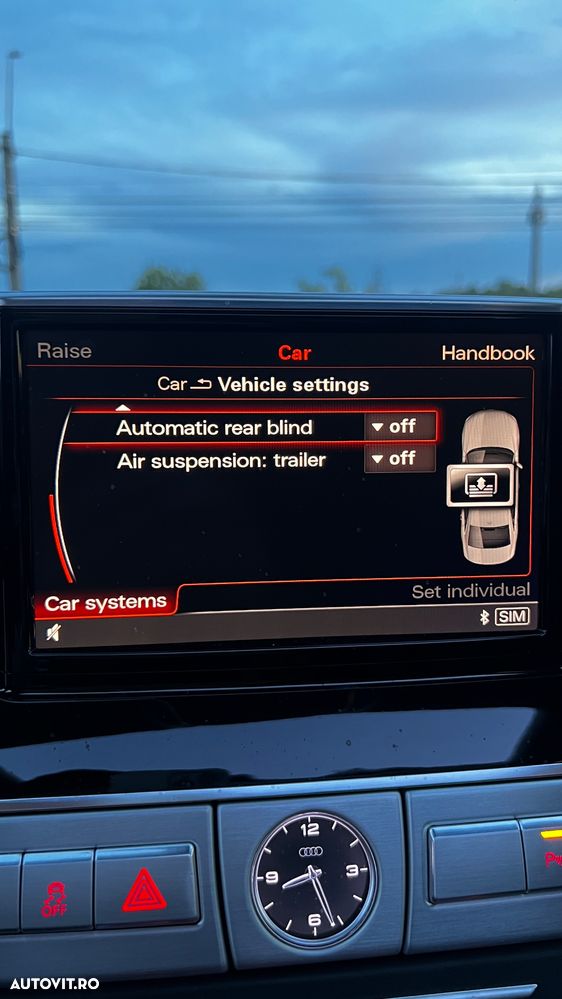 Raise Car Handbook
Car Vehicle settings
Automatic rear blind off
Air suspension: trailer off
Set individual
Car systems
SIM
12
9 3
6
OFF
AUTOVIT.RO